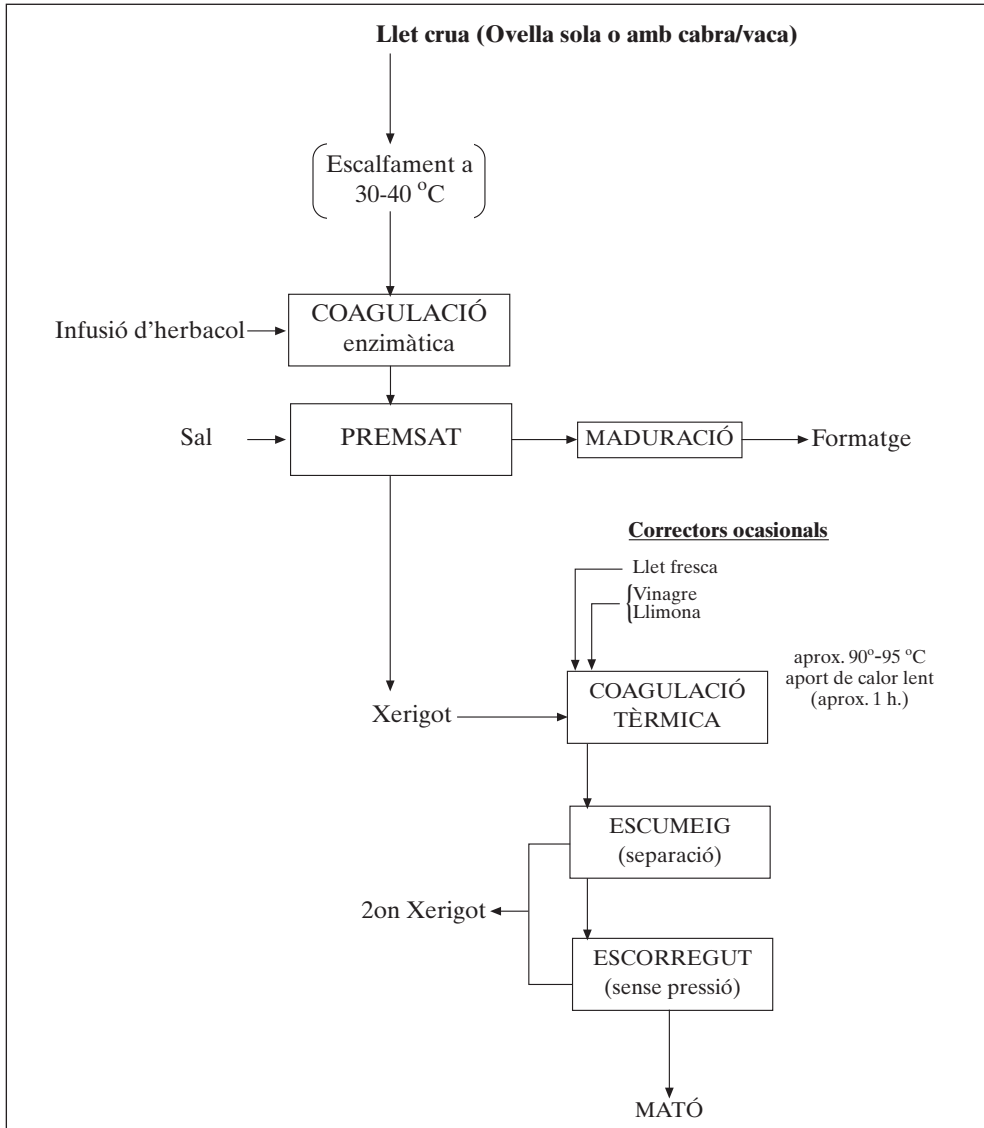 Llet crua (Ovella sola o amb cabra/vaca)
Escalfament a
30-40 ºC
COAGULACIÓ
enzimàtica
Infusió d'herbacol
Sal
PREMSAT
MADURACIÓ
Formatge
Correctors ocasionals
Llet fresca
Vinagre
Llimona
aprox. 90º-95 ºC
aport de calor lent
(aprox. 1 h.)
Xerigot
COAGULACIÓ
TÈRMICA
ESCUMEIG
(separació)
2on Xerigot
ESCORREGUT
(sense pressió)
MATÓ